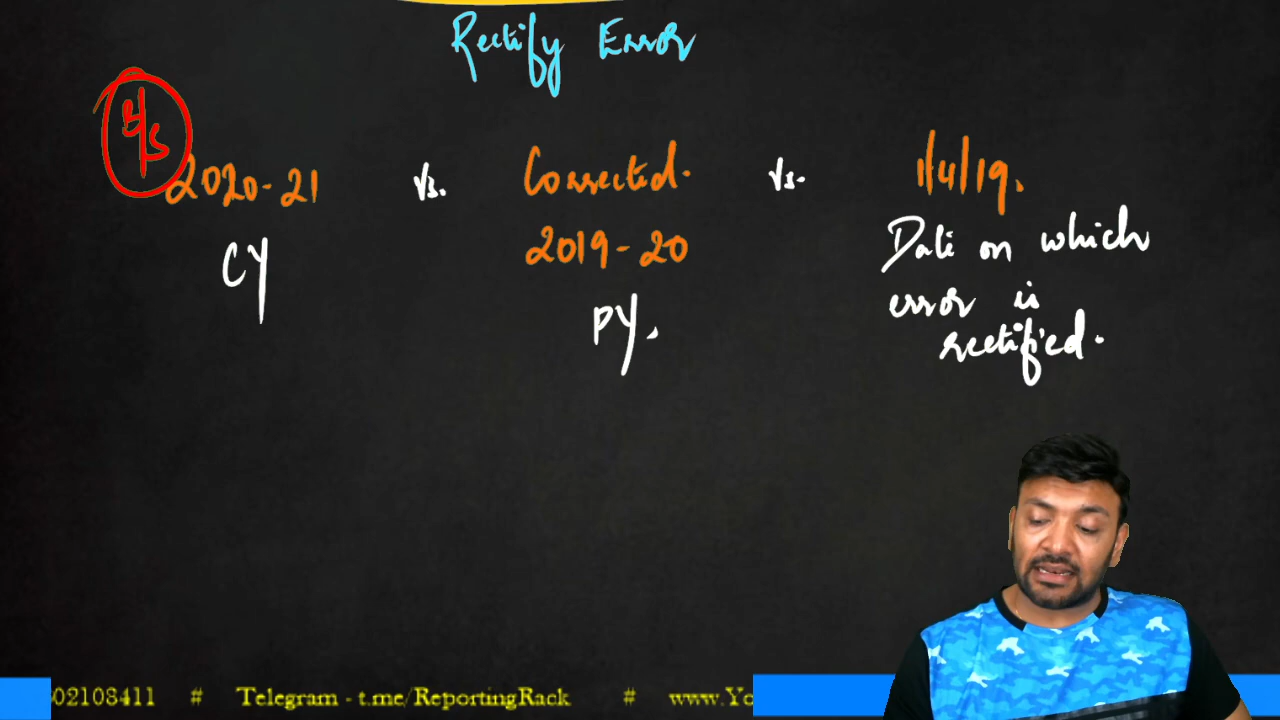 Rectify Error
B/S
2020-21 Vs. Corrected. 2019-20 Vs. 1/4/19.
CY
PY.
Date on which
error is
rectified.
02108411 # Telegram - t.me/ReportingRack # www.Yo